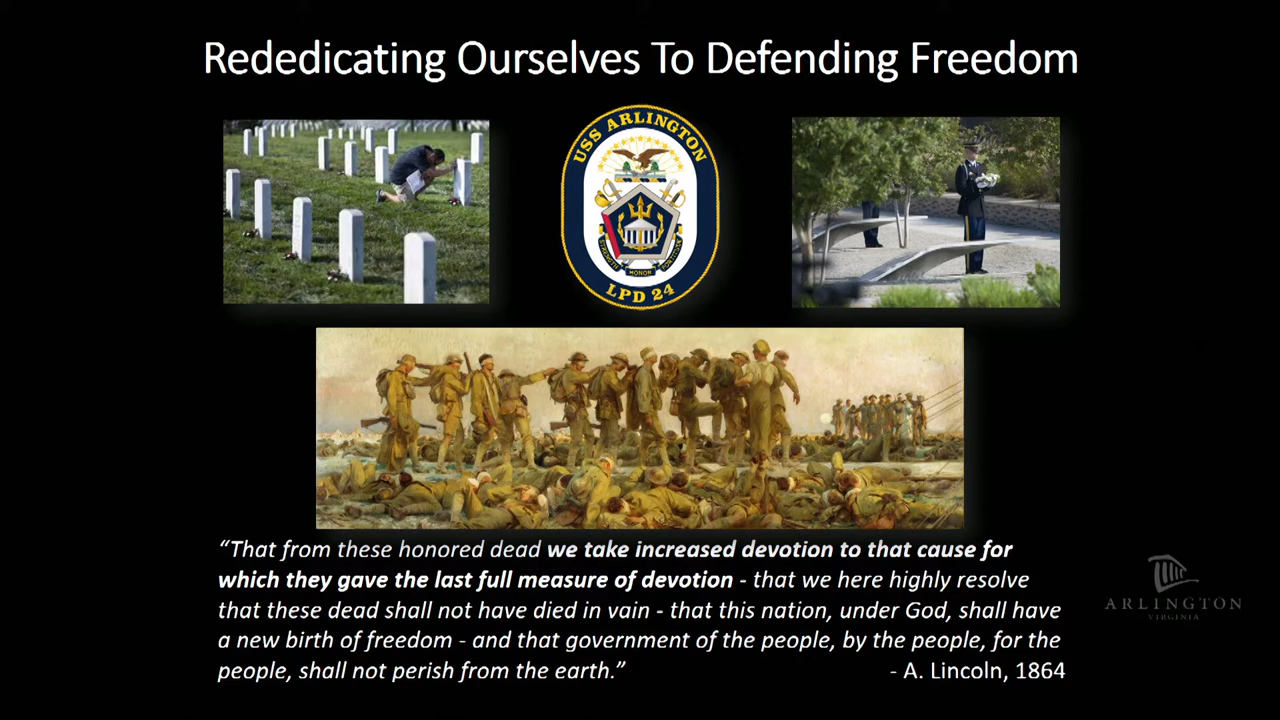 Rededicating Ourselves To Defending Freedom
USS ARLINGTON
STRENGTH HONOR FORTITUDE
LPD 24
“That from these honored dead we take increased devotion to that cause for
which they gave the last full measure of devotion - that we here highly resolve
that these dead shall not have died in vain - that this nation, under God, shall have
a new birth of freedom - and that government of the people, by the people, for the
people, shall not perish from the earth.”
- A. Lincoln, 1864
ARLINGTON
VIRGINIA